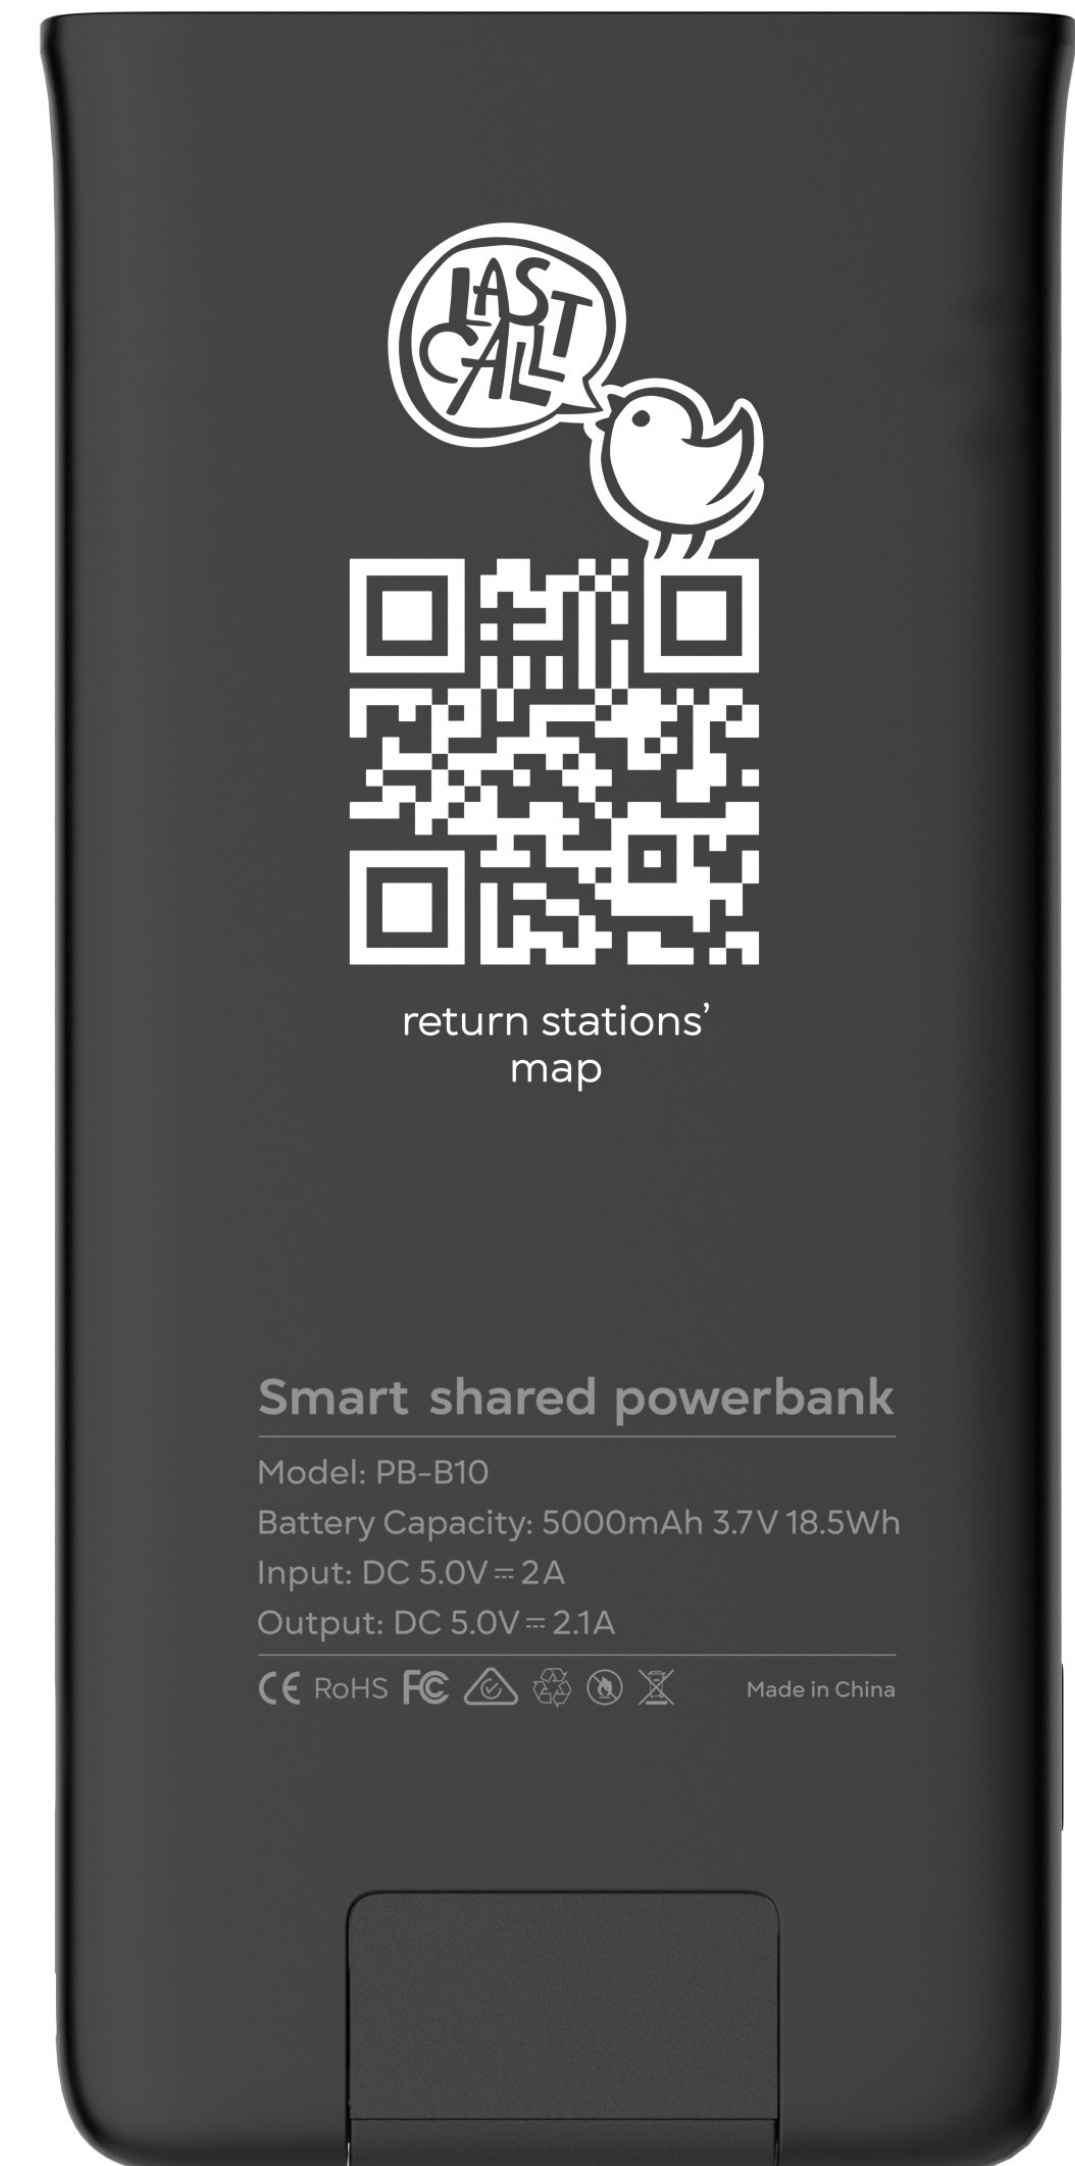 LAST
CALL
return stations’
map
Smart shared powerbank
Model: PB-B10
Battery Capacity: 5000mAh 3.7V 18.5Wh
Input: DC 5.0V⎓2A
Output: DC 5.0V⎓2.1A
CE RoHS FC Made in China